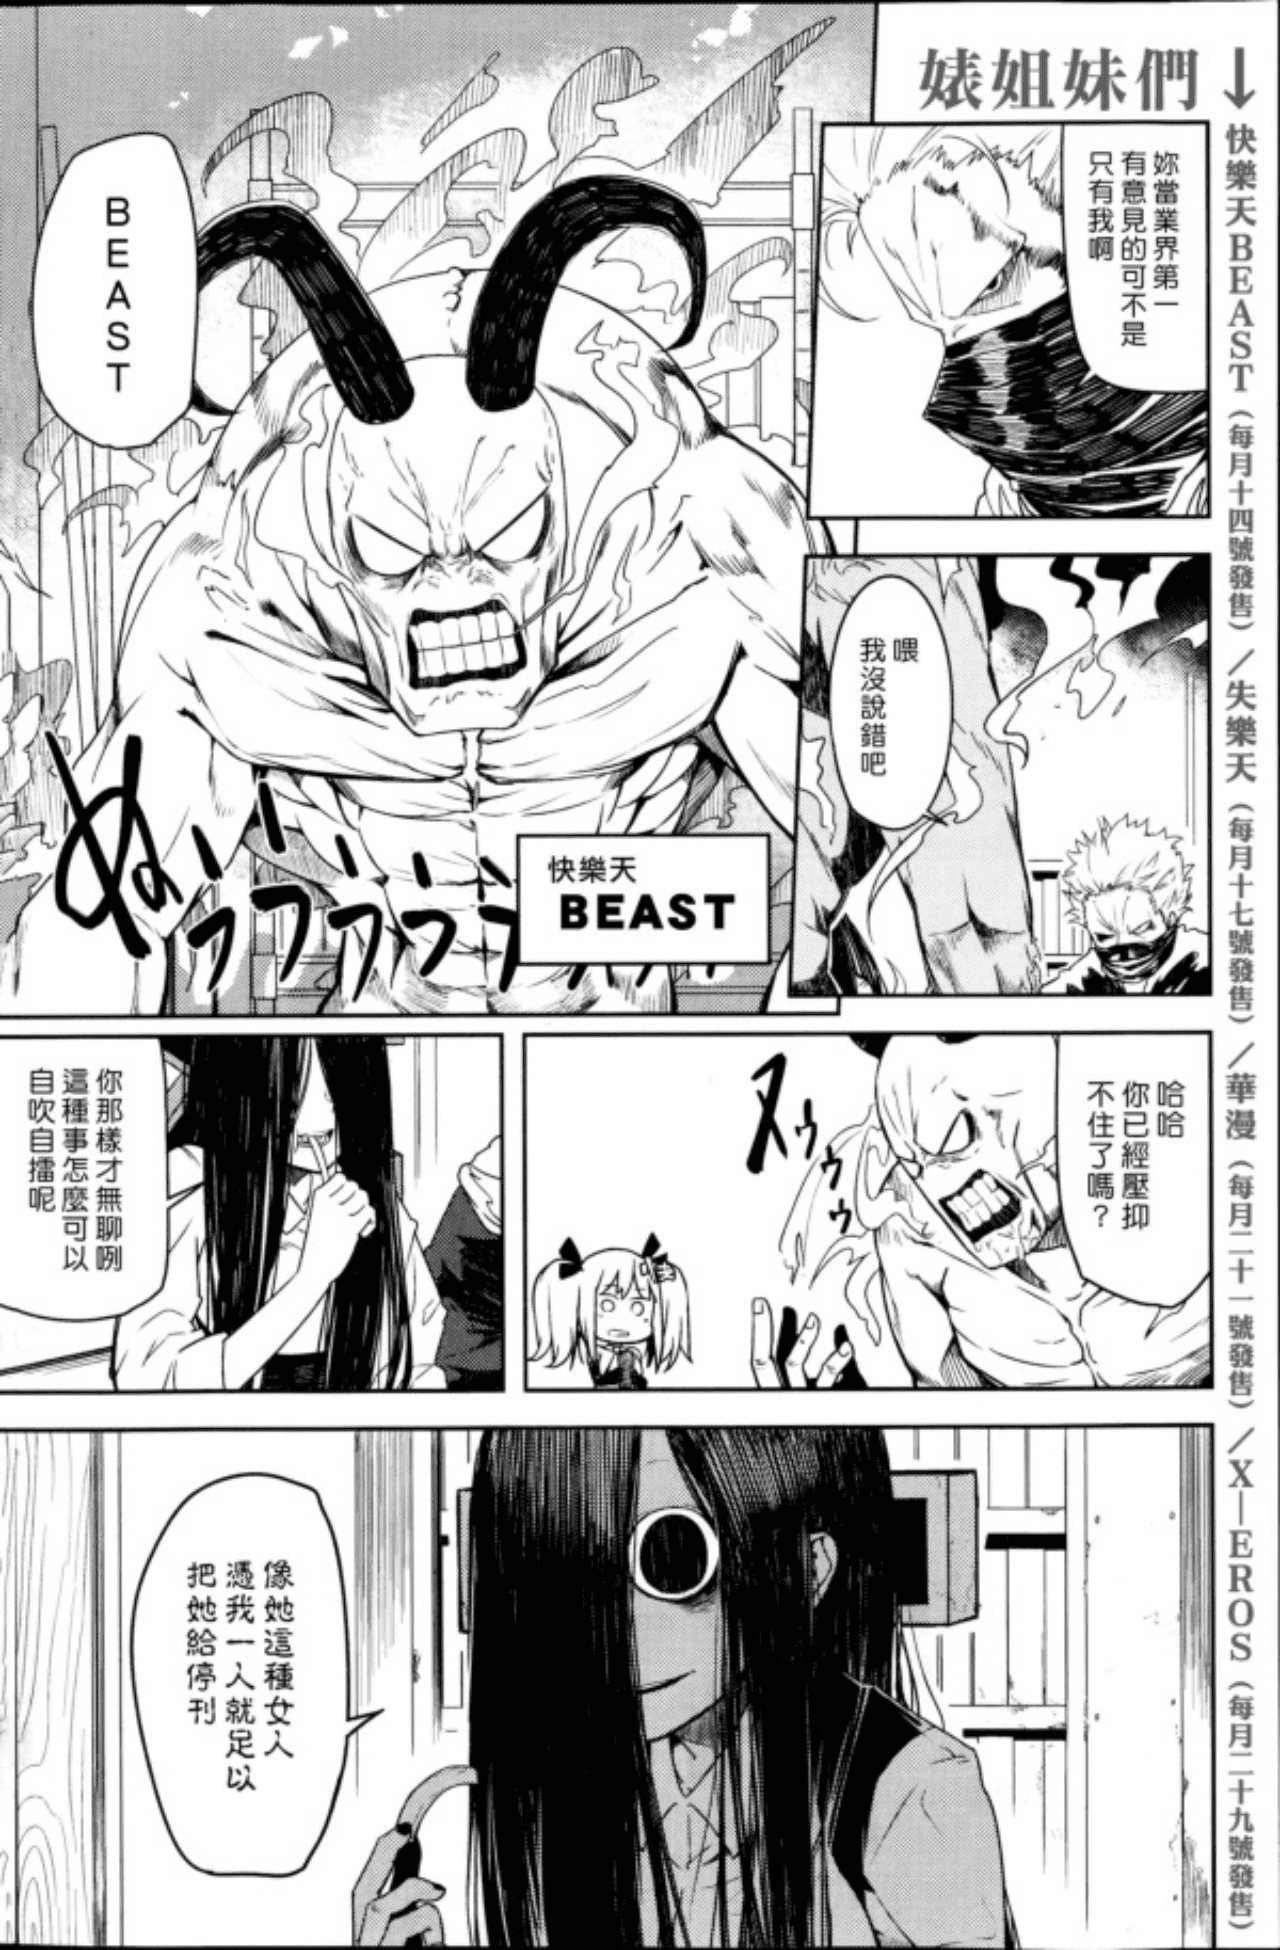 婊姐妹們↓
快樂天BEAST（每月十四號發售）／失樂天（每月十七號發售）／華漫（每月二十一號發售）／X—EROS（每月二十九號發售）
妳當業界第一
有意見的可不是
只有我啊
喂
我沒說錯吧
BEAST
ぬぅ
フフフフフ
快樂天
BEAST
哈哈
你已經壓抑
不住了嗎？
ヌゥゥ
你那樣才無聊咧
這種事怎麼可以
自吹自擂呢
像她這種女人
憑我一人就足以
把她給停刊